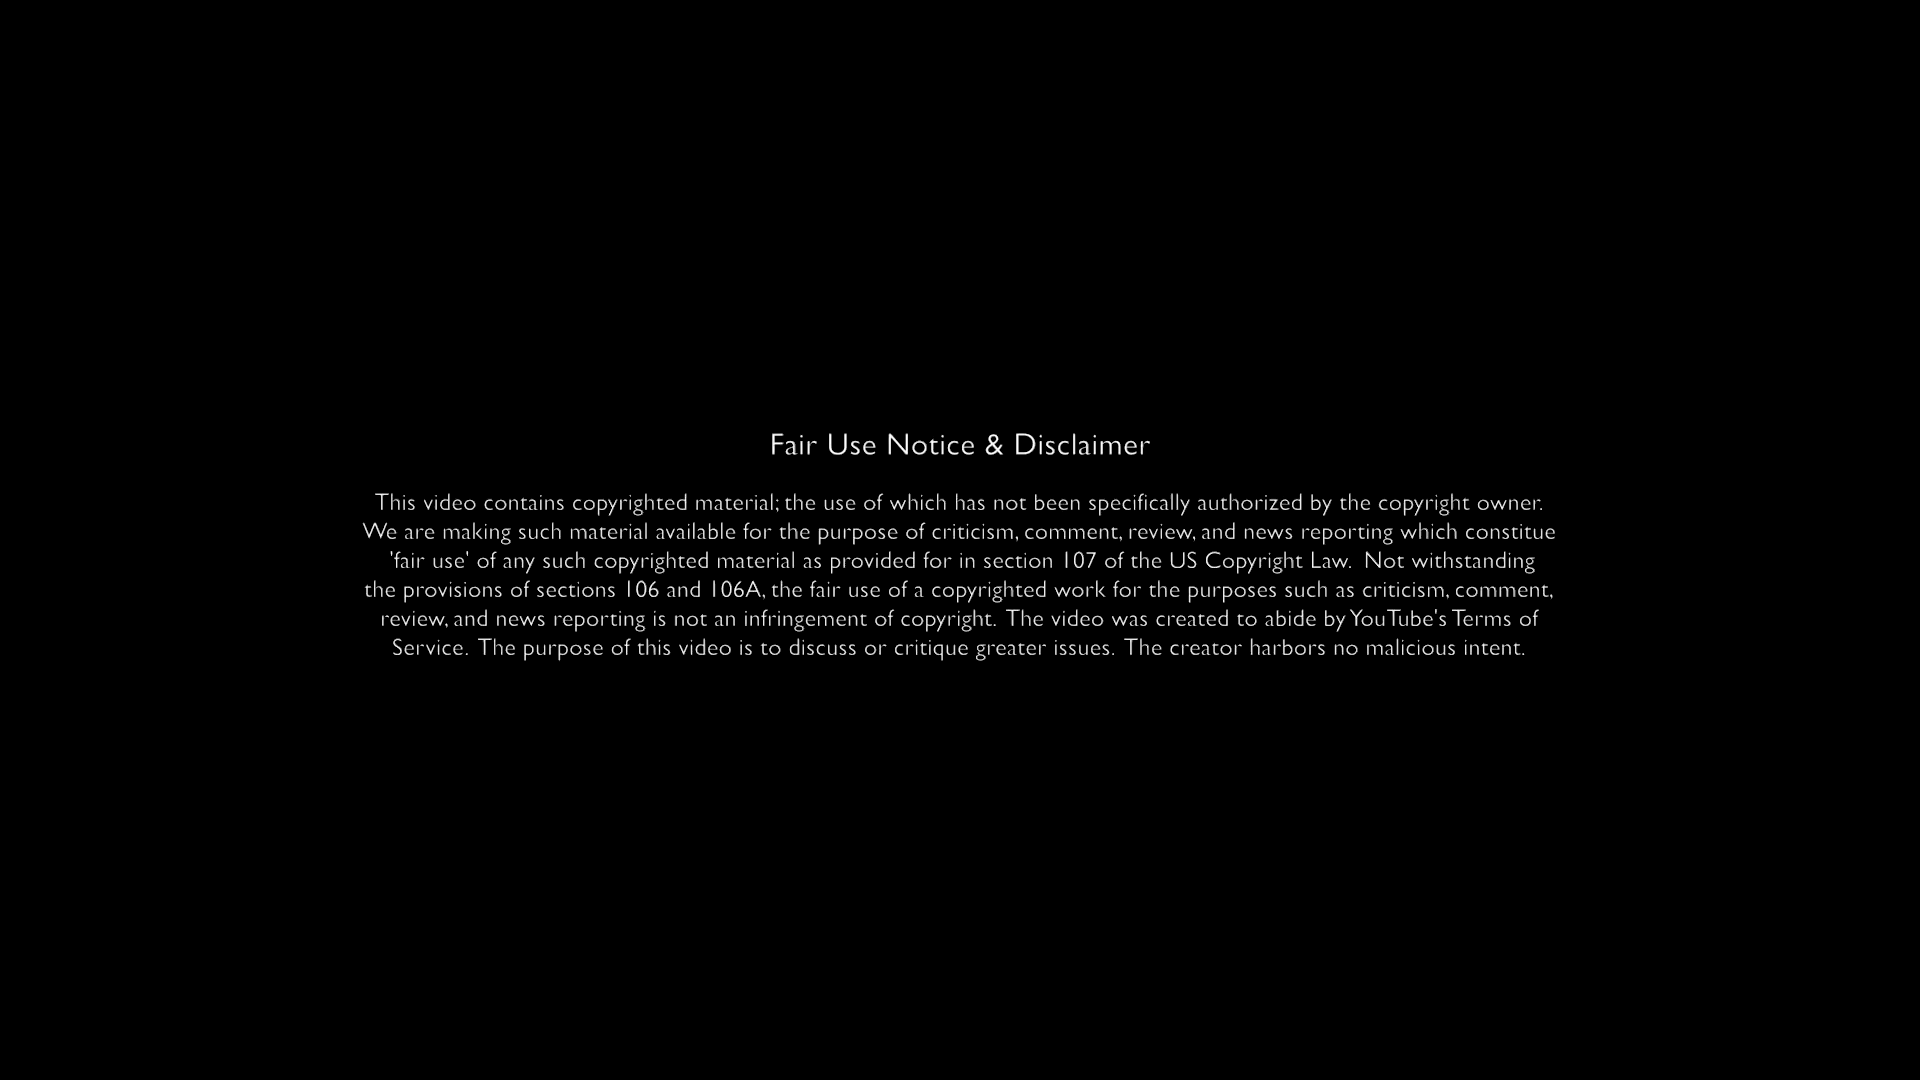 Fair Use Notice & Disclaimer
This video contains copyrighted material; the use of which has not been specifically authorized by the copyright owner.
We are making such material available for the purpose of criticism, comment, review, and news reporting which constitue
'fair use' of any such copyrighted material as provided for in section 107 of the US Copyright Law.  Not withstanding
the provisions of sections 106 and 106A, the fair use of a copyrighted work for the purposes such as criticism, comment,
review, and news reporting is not an infringement of copyright.  The video was created to abide by YouTube's Terms of
Service.  The purpose of this video is to discuss or critique greater issues.  The creator harbors no malicious intent.